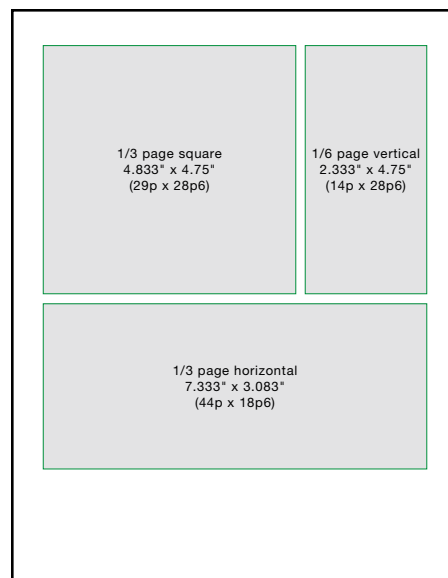 1/3 page square
4.833" x 4.75"
(29p x 28p6)
1/6 page vertical
2.333" x 4.75"
(14p x 28p6)
1/3 page horizontal
7.333" x 3.083"
(44p x 18p6)